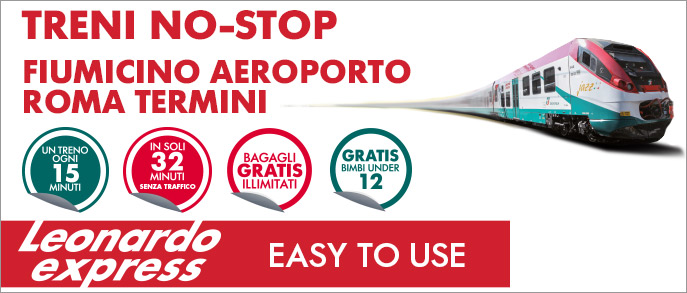 TRENI NO-STOP
FIUMICINO AEROPORTO
ROMA TERMINI
UN TRENO
OGNI
15
MINUTI
IN SOLI
32
MINUTI
SENZA TRAFFICO
BAGAGLI
GRATIS
ILLIMITATI
GRATIS
BIMBI UNDER
12
jazz
Leonardo
express
EASY TO USE